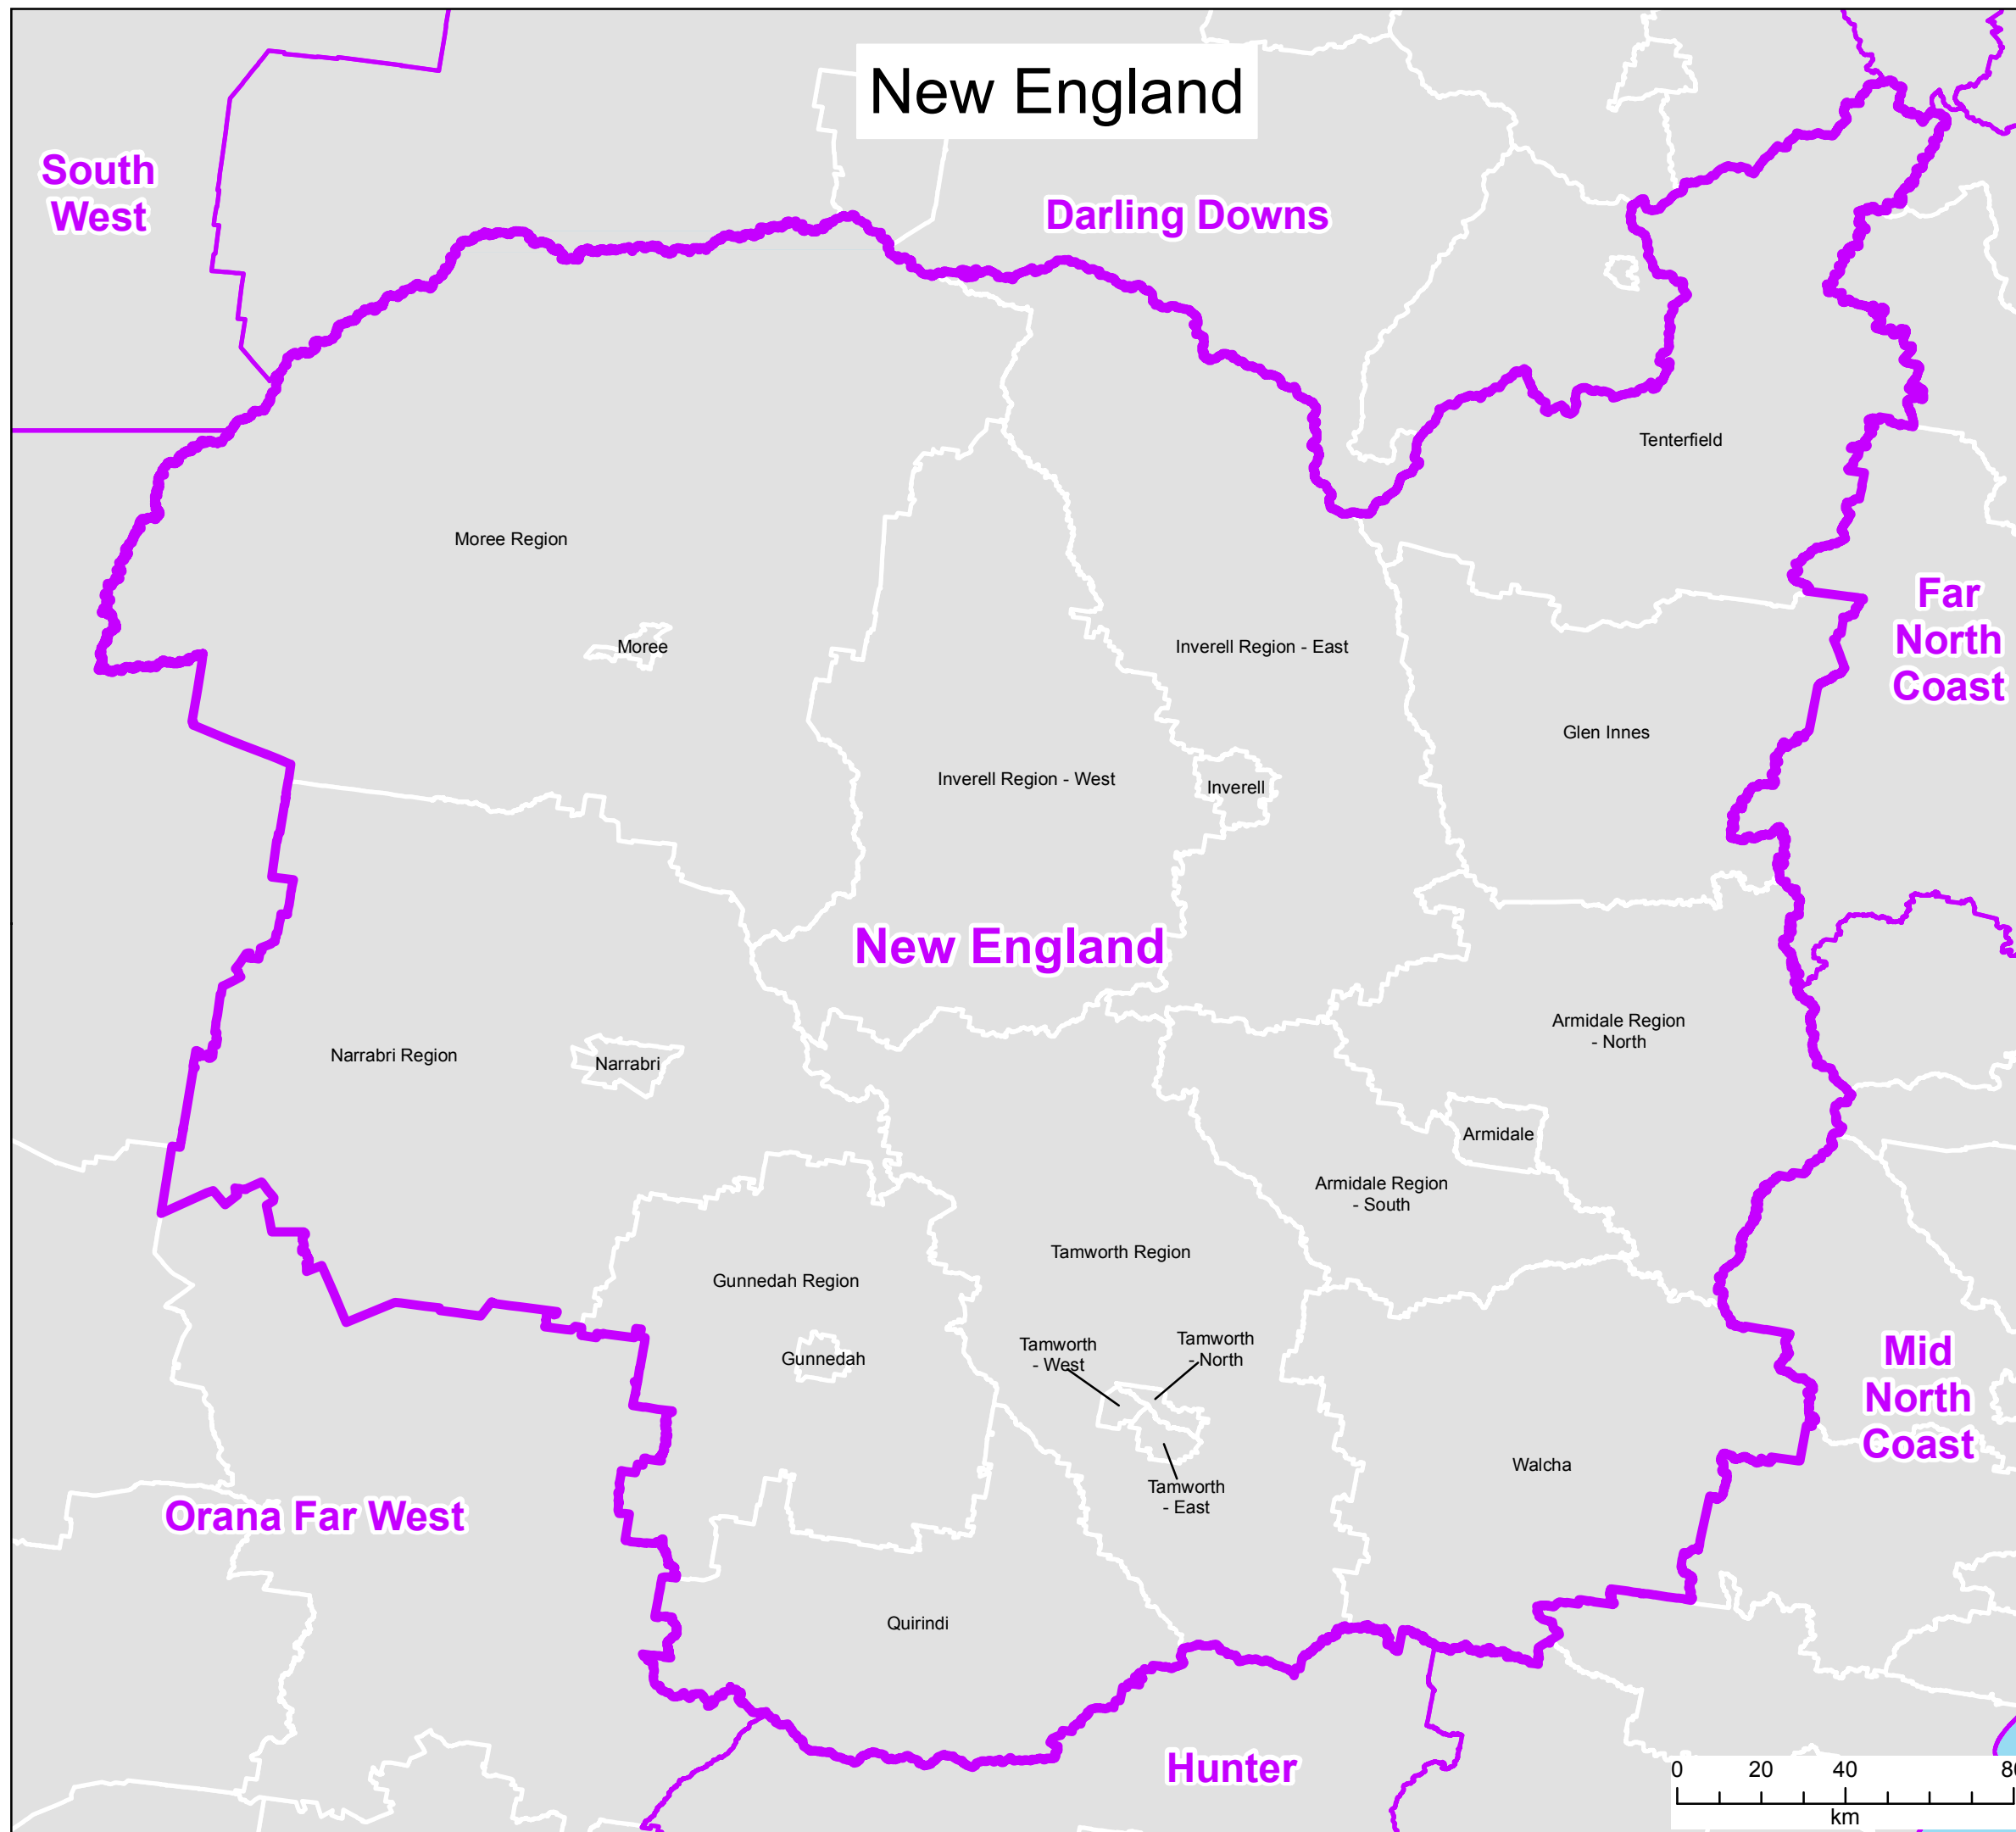 New England
South
West
Darling Downs
Tenterfield
Moree Region
Far
North
Coast
Moree
Inverell Region - East
Glen Innes
Inverell Region - West
Inverell
New England
Armidale Region
- North
Narrabri Region
Narrabri
Armidale
Armidale Region
- South
Tamworth Region
Gunnedah Region
Tamworth
- West
Tamworth
- North
Gunnedah
Mid
North
Coast
Walcha
Tamworth
- East
Orana Far West
Quirindi
Hunter
0 20 40
km